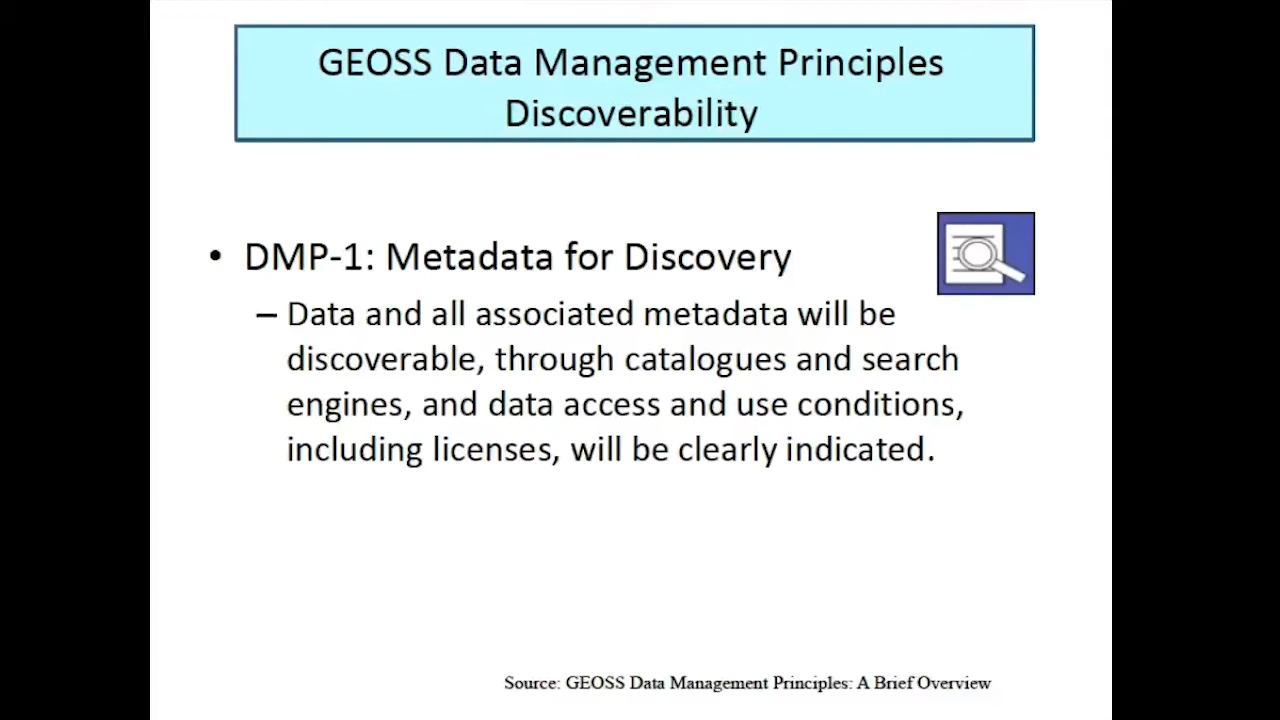 GEOSS Data Management Principles
Discoverability
• DMP-1: Metadata for Discovery
– Data and all associated metadata will be
discoverable, through catalogues and search
engines, and data access and use conditions,
including licenses, will be clearly indicated.
Source: GEOSS Data Management Principles: A Brief Overview